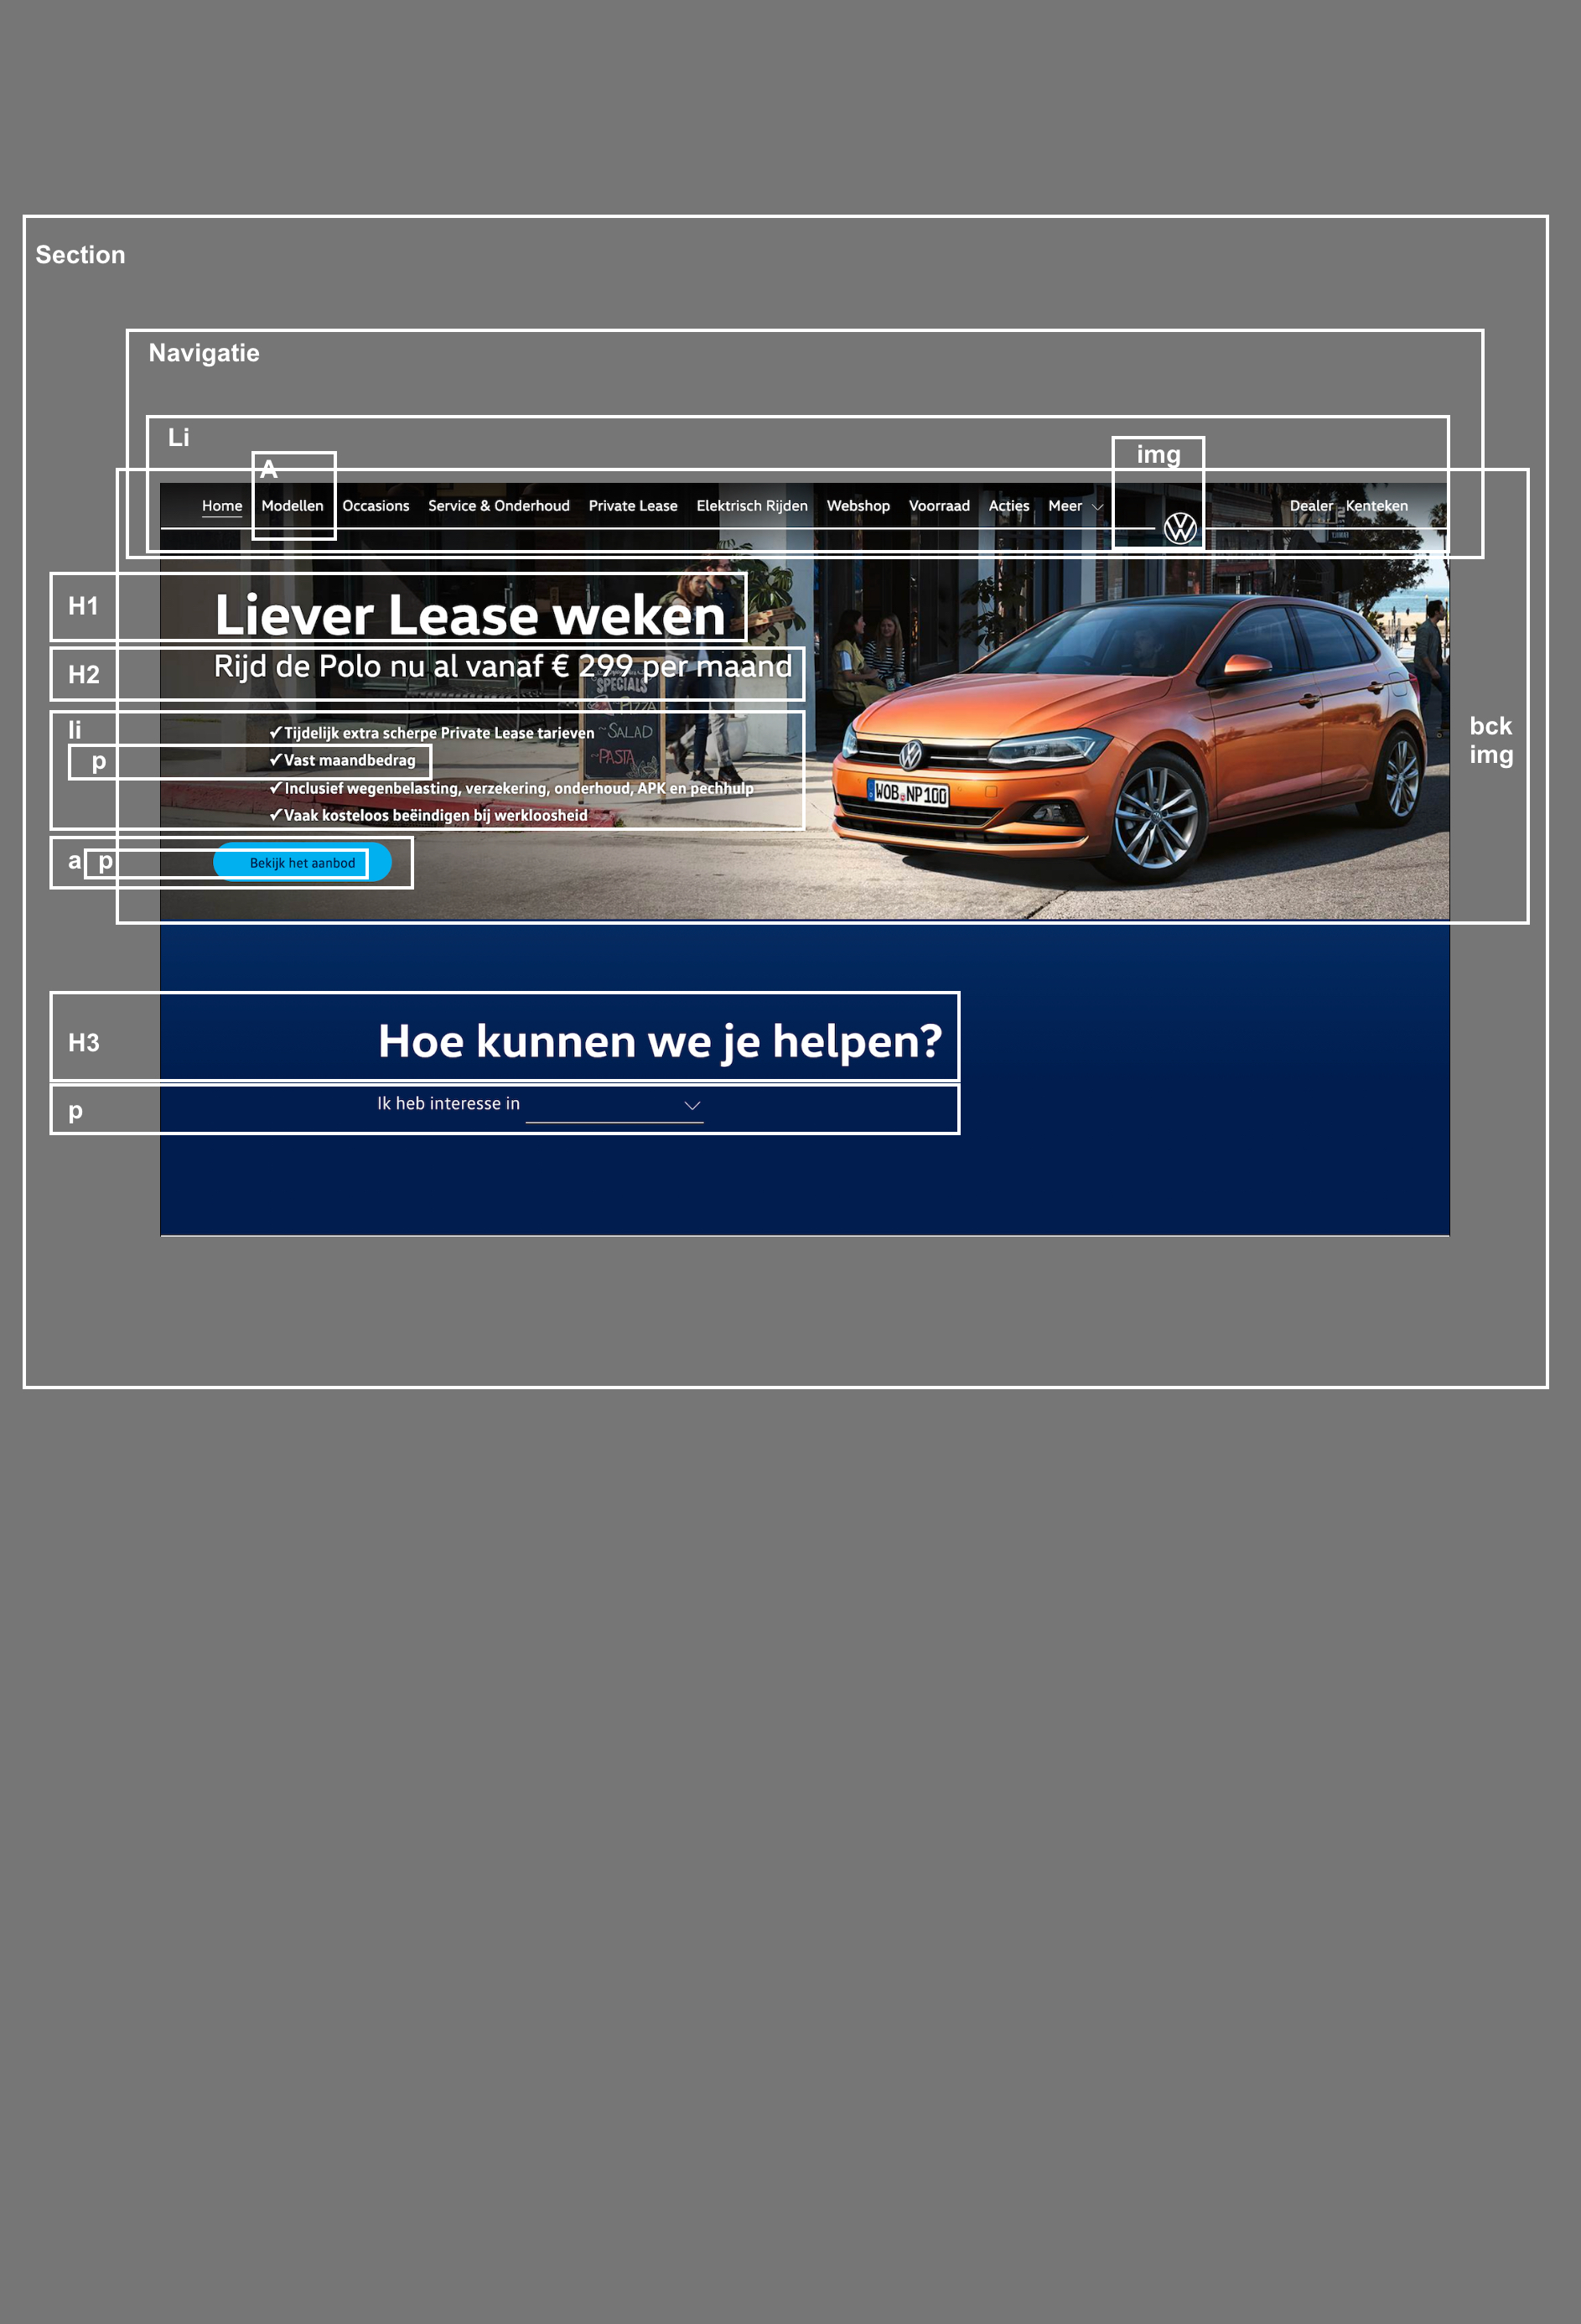 Section
Navigatie
Li
A
img
Home Modellen Occasions Service & Onderhoud Private Lease Elektrisch Rijden Webshop Voorraad Acties Meer Dealer Kenteken
H1
Liever Lease weken
H2
Rijd de Polo nu al vanaf € 299 per maand
SPECIALS
PIZZA
~SALAD
~PASTA
li
✓Tijdelijk extra scherpe Private Lease tarieven
p
✓Vast maandbedrag
✓Inclusief wegenbelasting, verzekering, onderhoud, APK en pechhulp
✓Vaak kosteloos beëindigen bij werkloosheid
bck
img
WOB NP 100
a p
Bekijk het aanbod
H3
Hoe kunnen we je helpen?
p
Ik heb interesse in